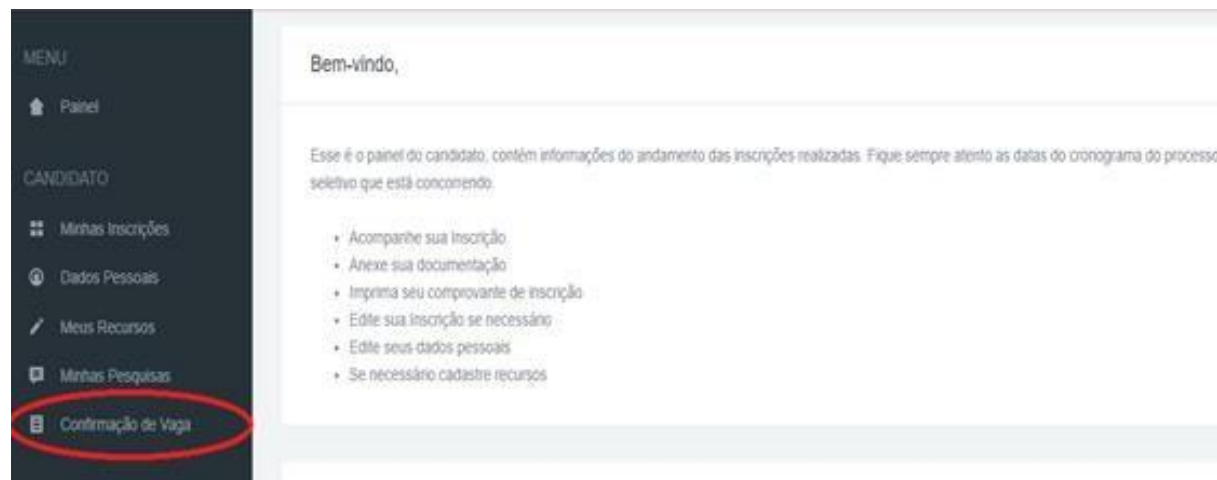 MENU
Painel
CANDIDATO
Minhas Inscrições
Dados Pessoais
Meus Recursos
Minhas Pesquisas
Confirmação de Vaga
Bem-vindo,
Esse é o painel do candidato, contém informações do andamento das inscrições realizadas. Fique sempre atento as datas do cronograma do processo
seletivo que está concorrendo.
• Acompanhe sua Inscrição
• Anexe sua documentação
• Imprima seu comprovante de inscrição
• Edite sua Inscrição se necessário
• Edite seus dados pessoais
• Se necessário cadastre recursos